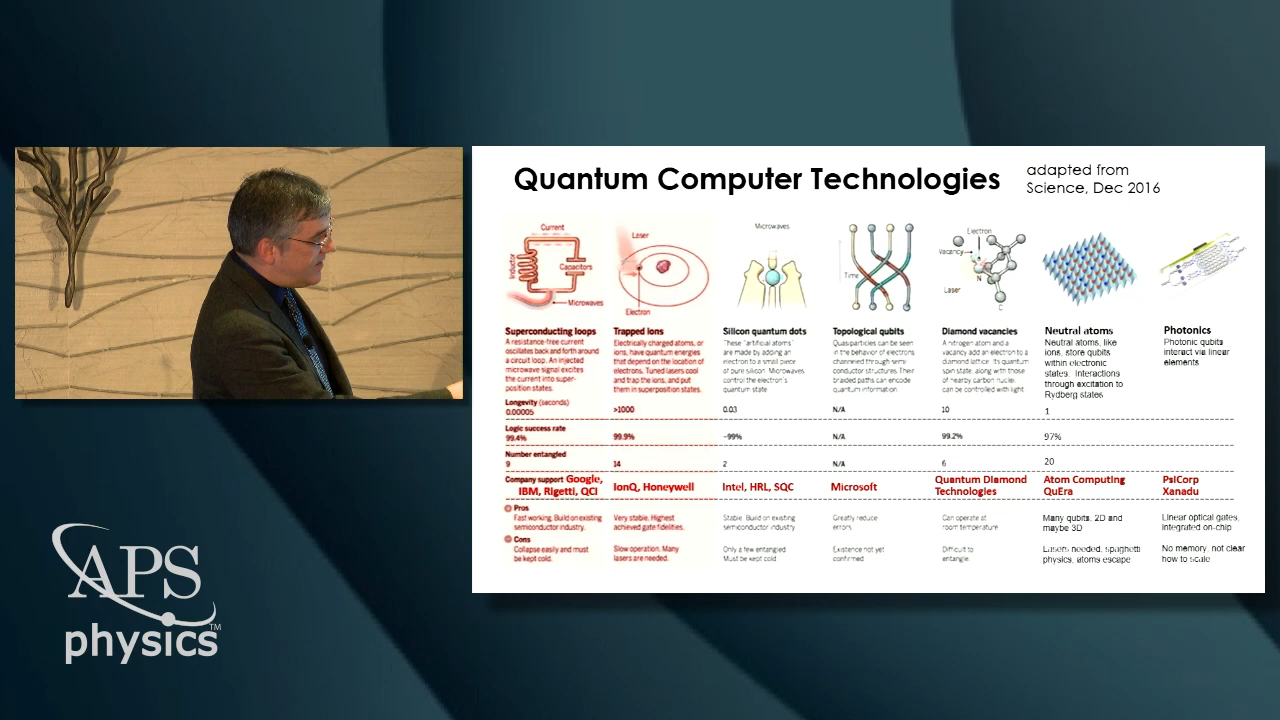 Quantum Computer Technologies
adapted from
Science, Dec 2016
Current
Inductor
Capacitors
Microwaves
Laser
Electron
Microwaves
Time
Electron
Vacancy
N
Laser
C
Superconducting loops
A resistance-free current
oscillates back and forth around
a circuit loop. An injected
microwave signal excites
the current into super-
position states.
Trapped ions
Electrically charged atoms, or
ions, have quantum energies
that depend on the location of
electrons. Tuned lasers cool
and trap the ions, and put
them in superposition states.
Silicon quantum dots
These "artificial atoms"
are made by adding an
electron to a small piece
of pure silicon. Microwaves
control the electron's
quantum state
Topological qubits
Quasiparticles can be seen
in the behavior of electrons
channeled through semi-
conductor structures. Their
braided paths can encode
quantum information
Diamond vacancies
A nitrogen atom and a
vacancy add an electron to a
diamond lattice. Its quantum
spin state, along with those
of nearby carbon nuclei,
can be controlled with light
Neutral atoms
Neutral atoms, like
ions, store qubits
within electronic
states. Interactions
through excitation to
Rydberg states
Photonics
Photonic qubits
interact via linear
elements
Longevity (seconds)
0.00005
>1000
0.03
N/A
10
1
Logic success rate
99.4%
99.9%
~99%
N/A
99.2%
97%
Number entangled
9
14
2
N/A
6
20
Company support Google,
IBM, Rigetti, QCI
IonQ, Honeywell
Intel, HRL, SQC
Microsoft
Quantum Diamond
Technologies
Atom Computing
QuEra
PsiCorp
Xanadu
Pros
Fast working. Build on existing
semiconductor industry.
Very stable. Highest
achieved gate fidelities.
Stable. Build on existing
semiconductor industry
Greatly reduce
errors
Can operate at
room temperature
Many qubits, 2D and
maybe 3D
Linear optical gates,
integrated on-chip
Cons
Collapse easily and must
be kept cold.
Slow operation. Many
lasers are needed.
Only a few entangled
Must be kept cold
Existence not yet
confirmed
Difficult to
entangle.
Lasers needed, spaghetti
physics, atoms escape
No memory, not clear
how to scale
APS
physics™